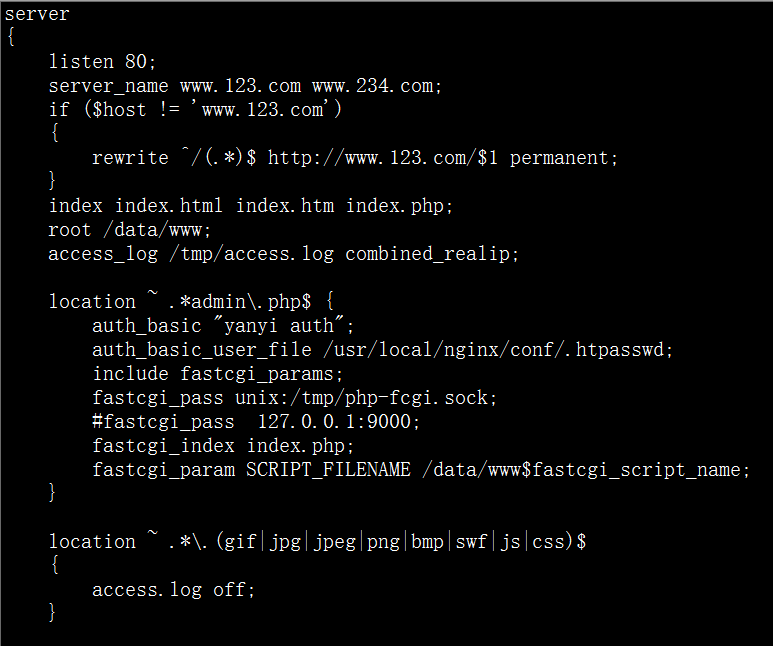 server
{
    listen 80;
    server_name www.123.com www.234.com;
    if ($host != 'www.123.com')
    {
        rewrite ^/(.*)$ http://www.123.com/$1 permanent;
    }
    index index.html index.htm index.php;
    root /data/www;
    access_log /tmp/access.log combined_realip;

    location ~ .*admin\.php$ {
        auth_basic "yanyi auth";
        auth_basic_user_file /usr/local/nginx/conf/.htpasswd;
        include fastcgi_params;
        fastcgi_pass unix:/tmp/php-fcgi.sock;
        #fastcgi_pass  127.0.0.1:9000;
        fastcgi_index index.php;
        fastcgi_param SCRIPT_FILENAME /data/www$fastcgi_script_name;
    }

    location ~ .*\.(gif|jpg|jpeg|png|bmp|swf|js|css)$
    {
        access.log off;
    }